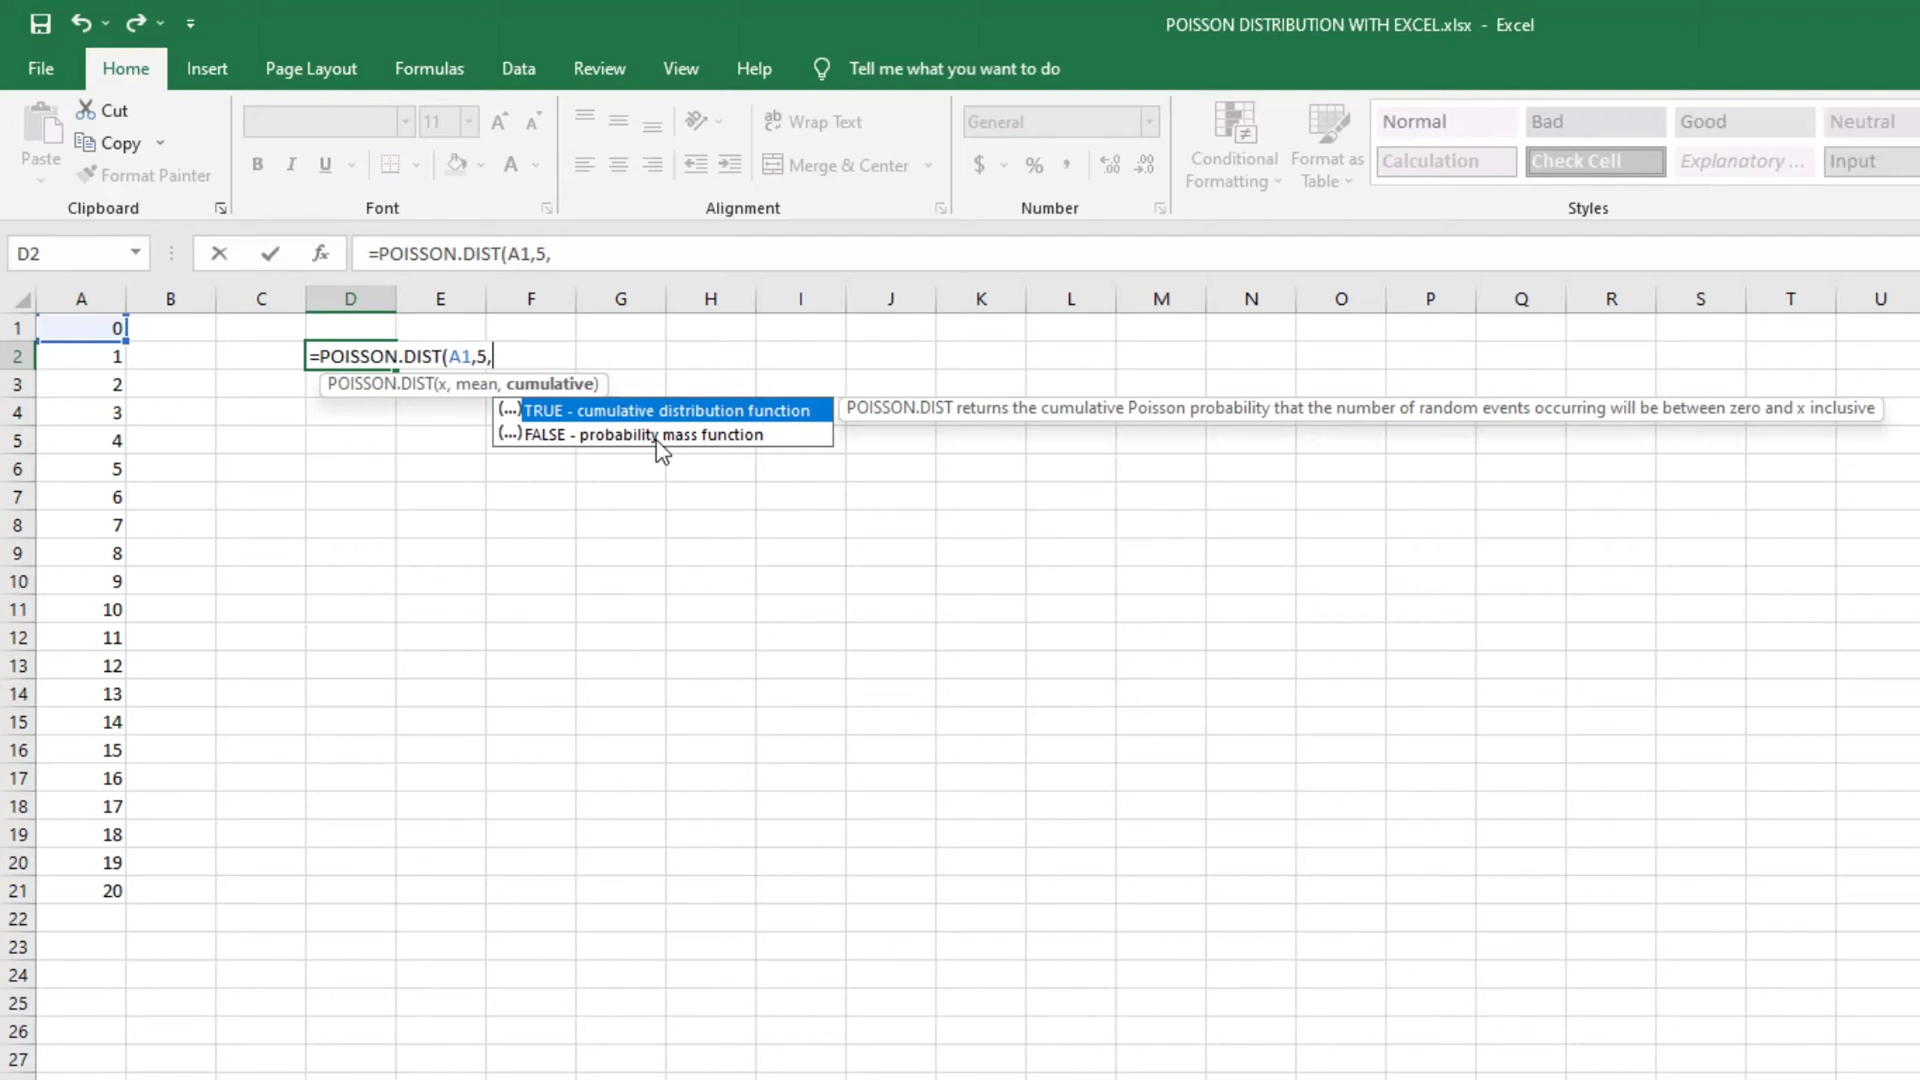 POISSON DISTRIBUTION WITH EXCEL.xlsx - Excel
File Home Insert Page Layout Formulas Data Review View Help Tell me what you want to do
Paste
Cut
Copy
Format Painter
Clipboard
11
B I U
Font
Wrap Text
Merge & Center
Alignment
General
$ %
Number
Conditional Formatting
Format as Table
Normal Bad Good Neutral
Calculation Check Cell Explanatory ... Input
Styles
D2 fx =POISSON.DIST(A1,5,
A B C D E F G H I J K L M N O P Q R S T U
1 0
2 1 =POISSON.DIST(A1,5,
3 2 POISSON.DIST(x, mean, cumulative)
4 3 (...) TRUE - cumulative distribution function POISSON.DIST returns the cumulative Poisson probability that the number of random events occurring will be between zero and x inclusive
5 4 (...) FALSE - probability mass function
6 5
7 6
8 7
9 8
10 9
11 10
12 11
13 12
14 13
15 14
16 15
17 16
18 17
19 18
20 19
21 20
22
23
24
25
26
27